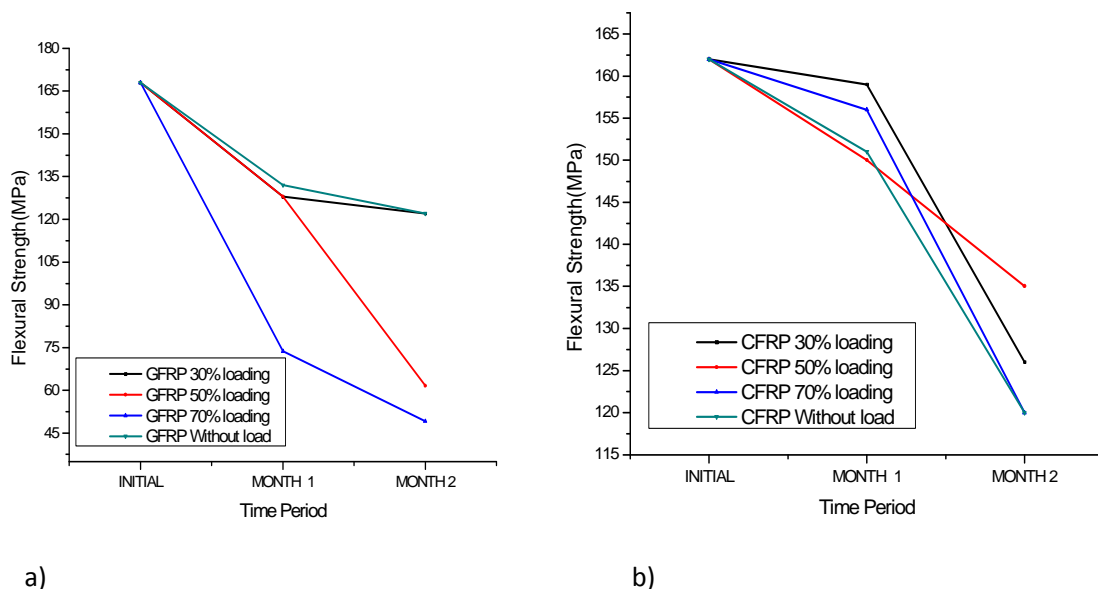 180
165
150
135
120
105
90
75
60
45
Flexural Strength(MPa)
GFRP 30% loading
GFRP 50% loading
GFRP 70% loading
GFRP Without load
INITIAL MONTH 1 MONTH 2
Time Period
a)
165
160
155
150
145
140
135
130
125
120
115
Flexural Strength(MPa)
CFRP 30% loading
CFRP 50% loading
CFRP 70% loading
CFRP Without load
INITIAL MONTH 1 MONTH 2
Time Period
b)